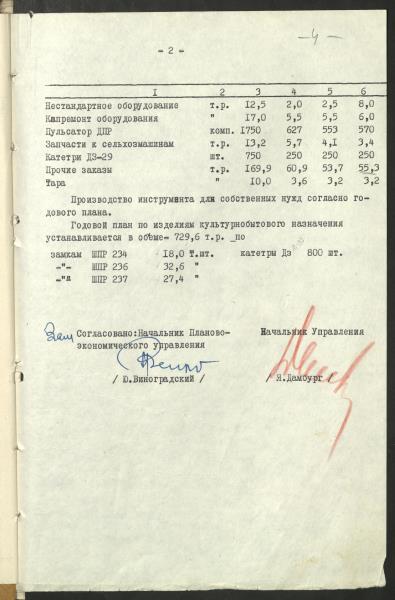 - 2 -
-4-
I 2 3 4 5 6
Нестандартное оборудование т.р. 12,5 2,0 2,5 8,0
Капремонт оборудования " 17,0 5,5 5,5 6,0
Пульсатор ДПР комп. 1750 627 553 570
Запчасти к сельхозмашинам т.р. 13,2 5,7 4,1 3,4
Катетри ДЗ-29 шт. 750 250 250 250
Прочие заказы т.р. 169,9 60,9 53,7 55,3
Тара " 10,0 3,6 3,2 3,2
Производство инструмента для собственных нужд согласно го-
дового плана.
Годовой план по изделиям культурнобытового назначения
устанавливается в объеме- 729,6 т.р. по
замкам ШПР 234 18,0 т.шт. катетры Дз 800 шт.
-"- ШПР 236 32,6 "
-"- ШПР 237 27,4 "
Зам Согласовано:Начальник Планово- Начальник Управления
экономического управления
/ Ю.Виноградский / / Я.Дамбург /